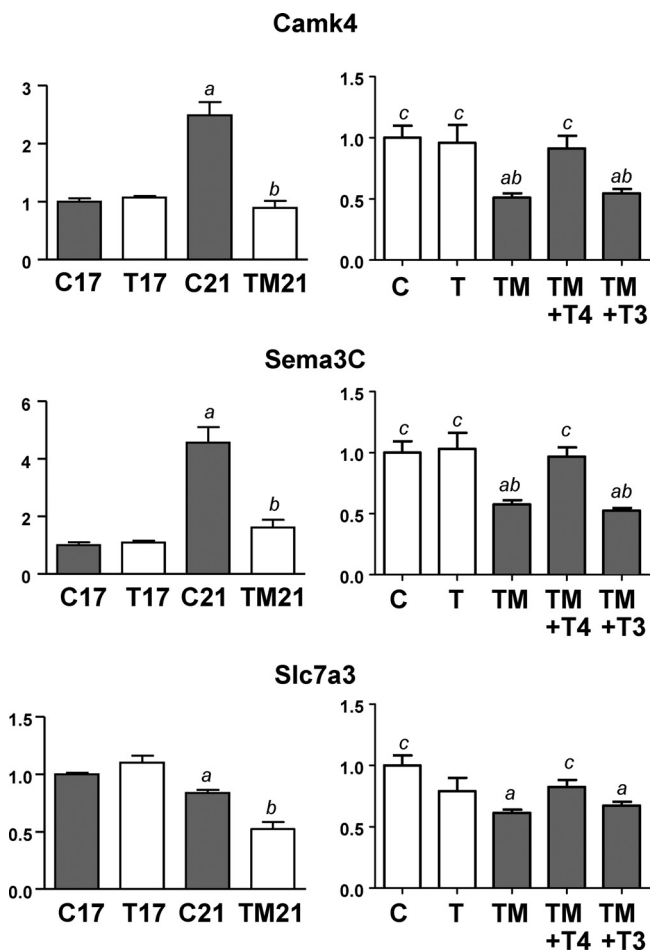 Camk4
3
2
1
0
a
b
C17 T17 C21 TM21
1.5
1.0
0.5
0.0
c c ab c ab
C T TM TM TM
+T4 +T3
Sema3C
6
4
2
0
a
b
C17 T17 C21 TM21
1.5
1.0
0.5
0.0
c c ab c ab
C T TM TM TM
+T4 +T3
Slc7a3
1.5
1.0
0.5
0.0
a
b
C17 T17 C21 TM21
1.5
1.0
0.5
0.0
c a c a
C T TM TM TM
+T4 +T3